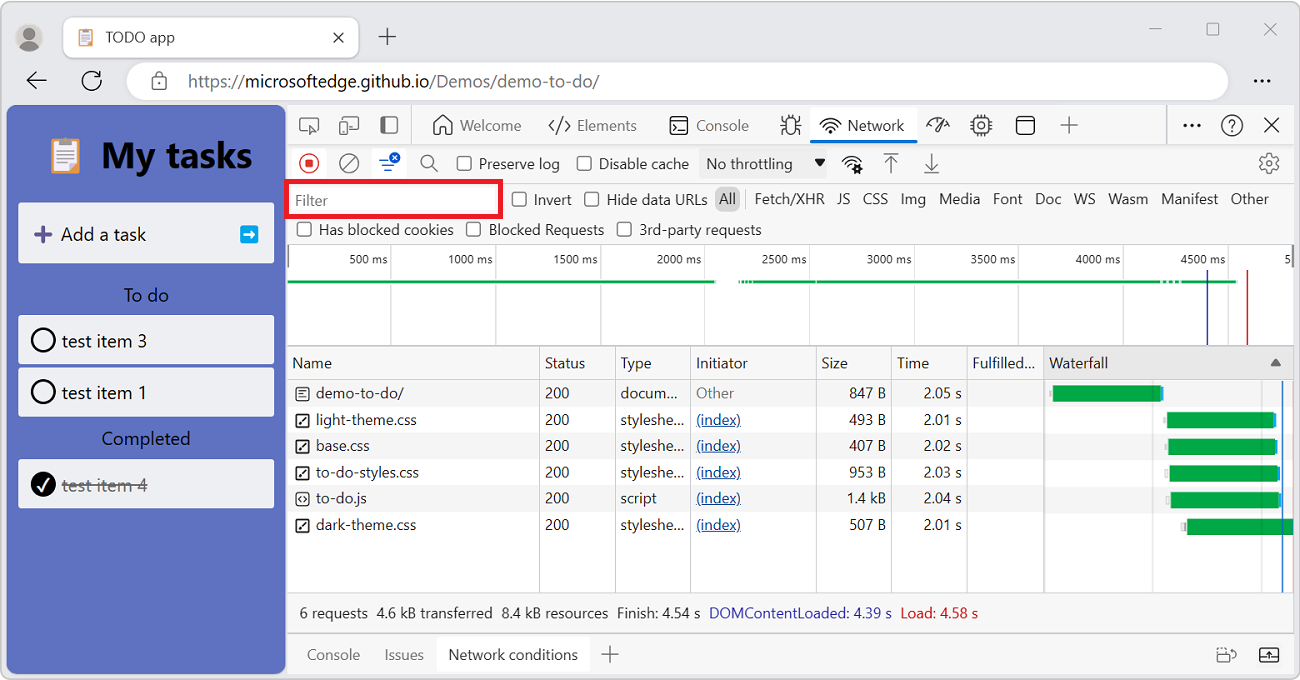 TODO app
https://microsoftedge.github.io/Demos/demo-to-do/
My tasks
Add a task
To do
test item 3
test item 1
Completed
test item 4
Welcome Elements Console Network
Preserve log Disable cache No throttling
Filter Invert Hide data URLs All Fetch/XHR JS CSS Img Media Font Doc WS Wasm Manifest Other
Has blocked cookies Blocked Requests 3rd-party requests
500 ms 1000 ms 1500 ms 2000 ms 2500 ms 3000 ms 3500 ms 4000 ms 4500 ms 5
Name Status Type Initiator Size Time Fulfilled... Waterfall
demo-to-do/ 200 docum... Other 847 B 2.05 s
light-theme.css 200 styleshe... (index) 493 B 2.01 s
base.css 200 styleshe... (index) 407 B 2.02 s
to-do-styles.css 200 styleshe... (index) 953 B 2.03 s
to-do.js 200 script (index) 1.4 kB 2.04 s
dark-theme.css 200 styleshe... (index) 507 B 2.01 s
6 requests 4.6 kB transferred 8.4 kB resources Finish: 4.54 s DOMContentLoaded: 4.39 s Load: 4.58 s
Console Issues Network conditions